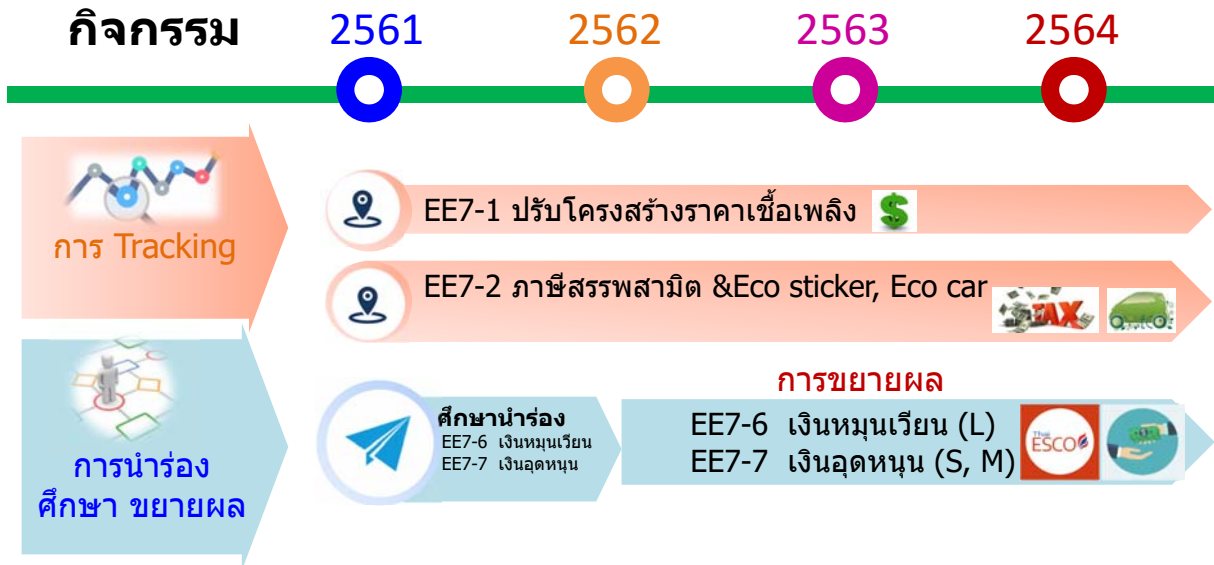 กิจกรรม 2561 2562 2563 2564
การ Tracking
EE7-1 ปรับโครงสร้างราคาเชื้อเพลิง $
EE7-2 ภาษีสรรพสามิต &Eco sticker, Eco car
TAX
การนำร่อง
ศึกษา ขยายผล
ศึกษานำร่อง
EE7-6 เงินหมุนเวียน
EE7-7 เงินอุดหนุน
การขยายผล
EE7-6 เงินหมุนเวียน (L)
EE7-7 เงินอุดหนุน (S, M)
Thai
ESCO